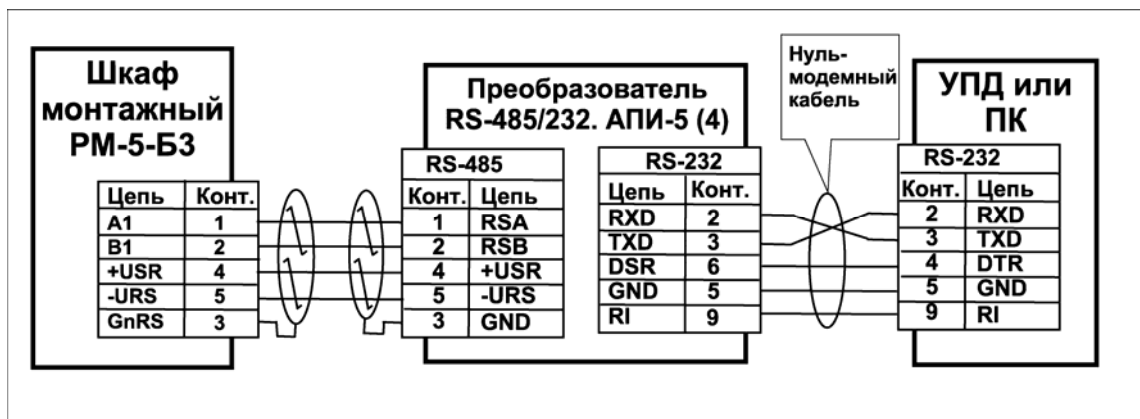 Шкаф
монтажный
РМ-5-Б3
Цепь Конт.
A1 1
B1 2
+USR 4
-URS 5
GnRS 3
Преобразователь
RS-485/232. АПИ-5 (4)
RS-485
Конт. Цепь
1 RSA
2 RSB
4 +USR
5 -URS
3 GND
RS-232
Цепь Конт.
RXD 2
TXD 3
DSR 6
GND 5
RI 9
Нуль-
модемный
кабель
УПД или
ПК
RS-232
Конт. Цепь
2 RXD
3 TXD
4 DTR
5 GND
9 RI